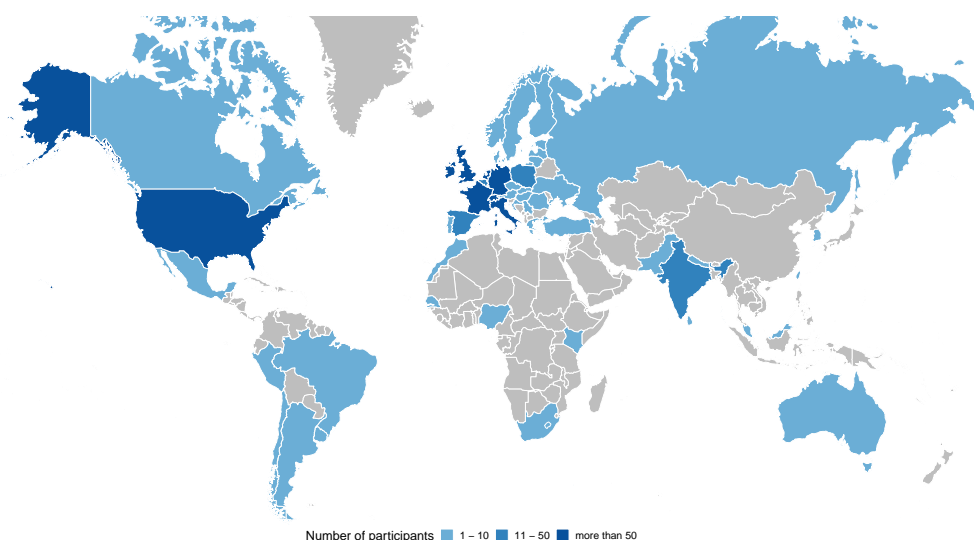 Number of participants 1 – 10 11 – 50 more than 50